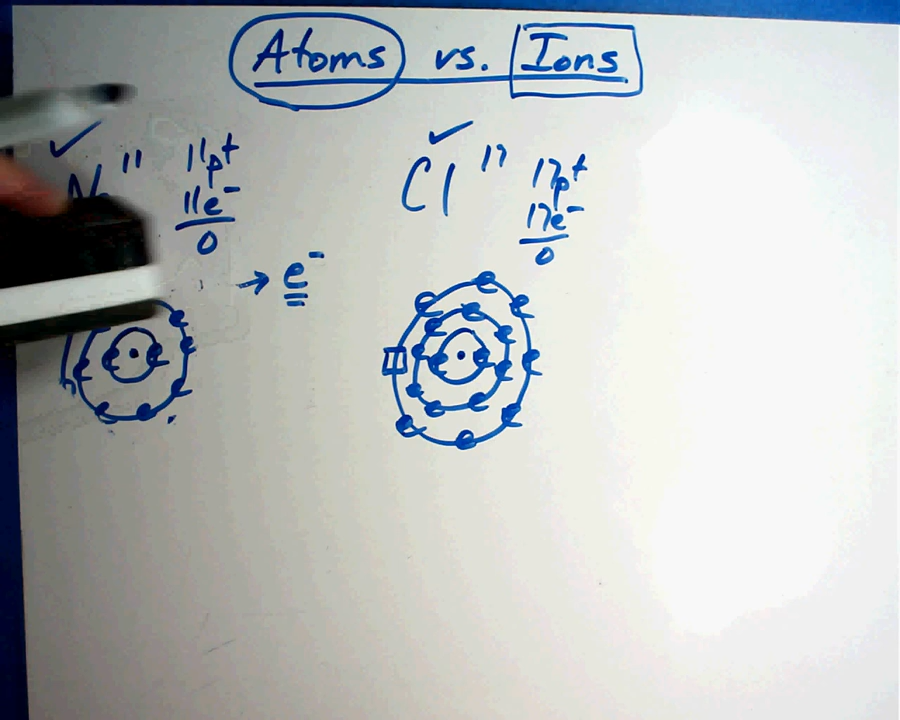 Atoms vs. Ions
11 11p+ Cl 17 17p+
11e- 17e-
0 0
→ e-